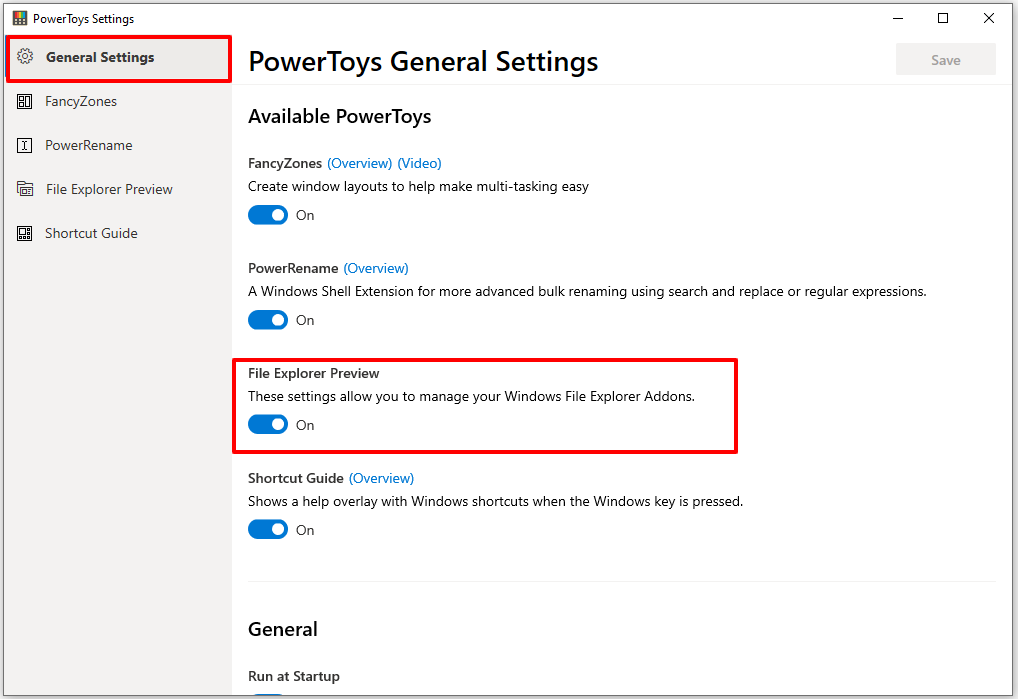 PowerToys Settings
General Settings
FancyZones
PowerRename
File Explorer Preview
Shortcut Guide
PowerToys General Settings
Save
Available PowerToys
FancyZones (Overview) (Video)
Create window layouts to help make multi-tasking easy
On
PowerRename (Overview)
A Windows Shell Extension for more advanced bulk renaming using search and replace or regular expressions.
On
File Explorer Preview
These settings allow you to manage your Windows File Explorer Addons.
On
Shortcut Guide (Overview)
Shows a help overlay with Windows shortcuts when the Windows key is pressed.
On
General
Run at Startup